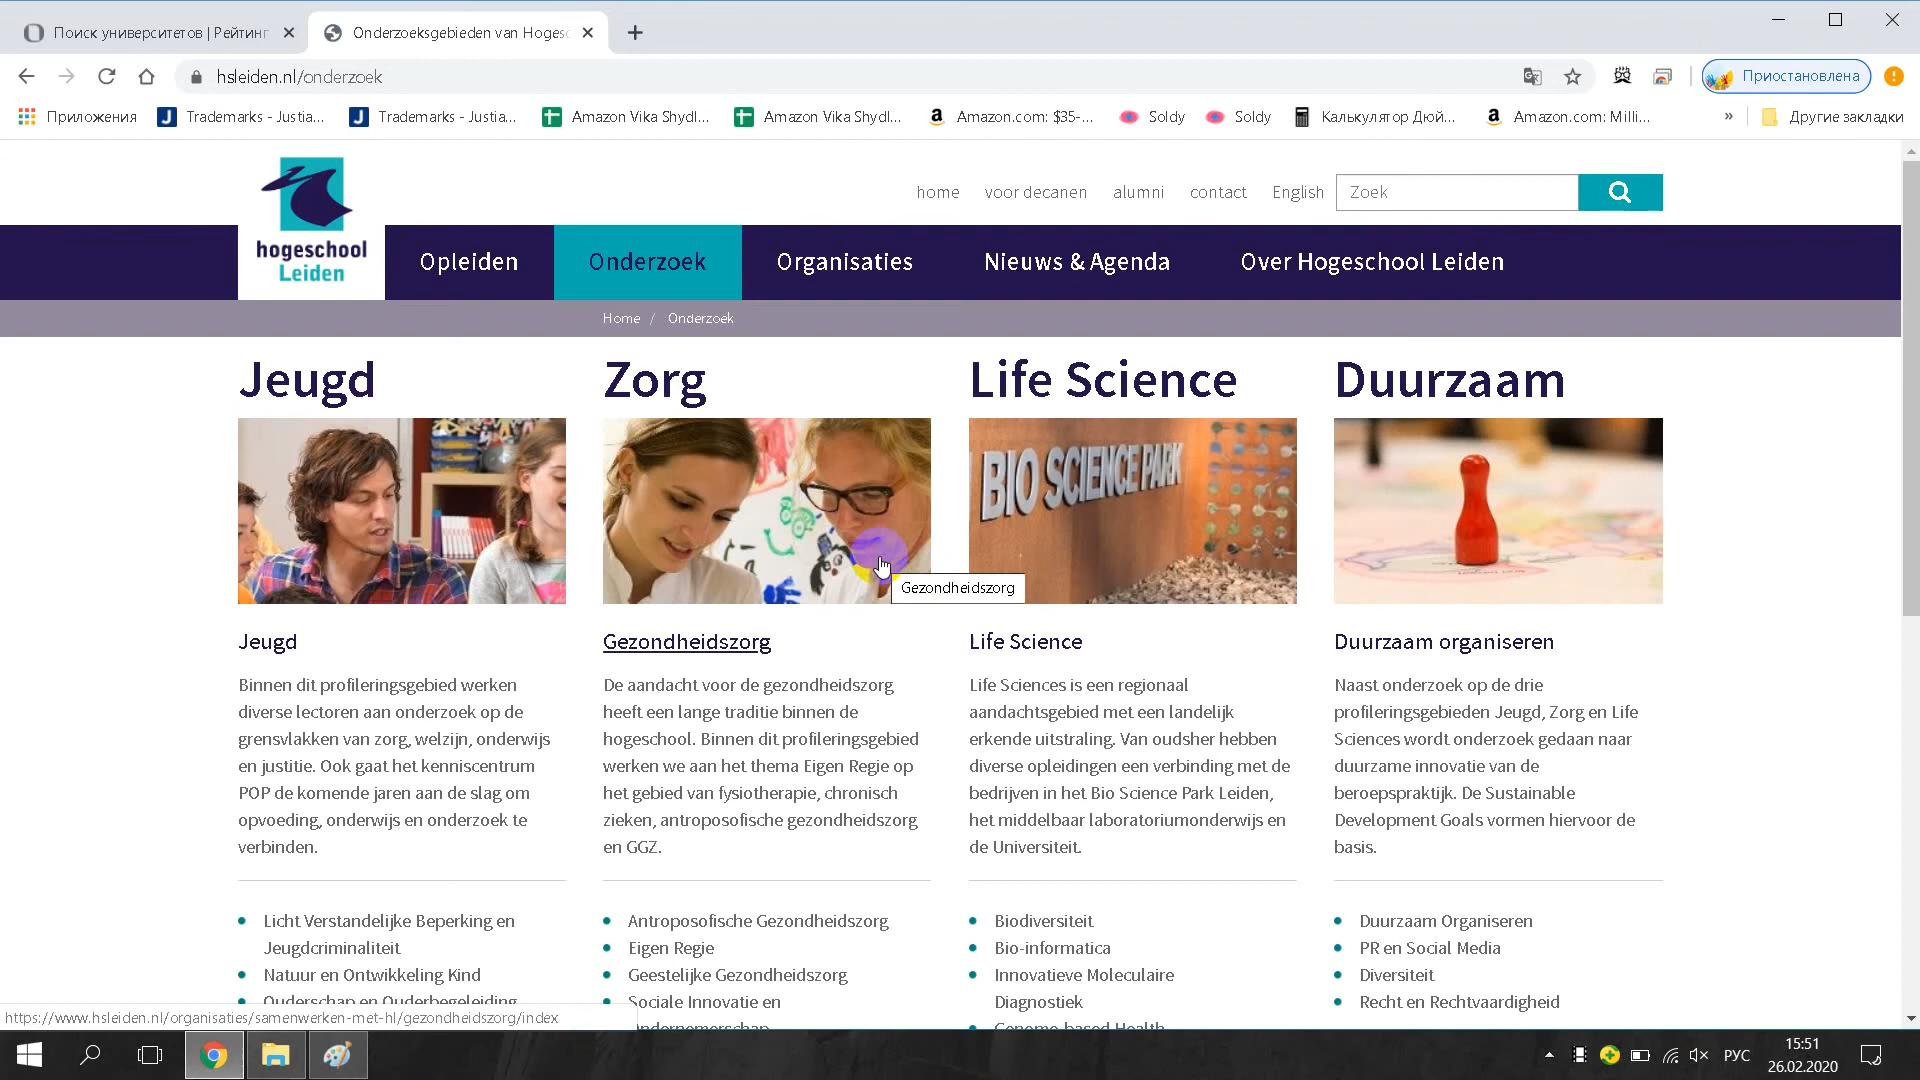 Поиск университетов | Рейтинг
Onderzoeksgebieden van Hogesc
hsleiden.nl/onderzoek
Приостановлена
Приложения
Trademarks - Justia...
Trademarks - Justia...
Amazon Vika Shydl...
Amazon Vika Shydl...
Amazon.com: $35-...
Soldy
Soldy
Калькулятор Дюй...
Amazon.com: Milli...
»
Другие закладки
hogeschool
Leiden
home
voor decanen
alumni
contact
English
Zoek
Opleiden
Onderzoek
Organisaties
Nieuws & Agenda
Over Hogeschool Leiden
Home / Onderzoek
Jeugd
Jeugd
Binnen dit profileringsgebied werken
diverse lectoren aan onderzoek op de
grensvlakken van zorg, welzijn, onderwijs
en justitie. Ook gaat het kenniscentrum
POP de komende jaren aan de slag om
opvoeding, onderwijs en onderzoek te
verbinden.
Licht Verstandelijke Beperking en
Jeugdcriminaliteit
Natuur en Ontwikkeling Kind
Ouderschap en Ouderbegeleiding
Zorg
Gezondheidszorg
Gezondheidszorg
De aandacht voor de gezondheidszorg
heeft een lange traditie binnen de
hogeschool. Binnen dit profileringsgebied
werken we aan het thema Eigen Regie op
het gebied van fysiotherapie, chronisch
zieken, antroposofische gezondheidszorg
en GGZ.
Antroposofische Gezondheidszorg
Eigen Regie
Geestelijke Gezondheidszorg
Sociale Innovatie en
Ondernemerschap
Life Science
BIO SCIENCE PARK
Life Science
Life Sciences is een regionaal
aandachtsgebied met een landelijk
erkende uitstraling. Van oudsher hebben
diverse opleidingen een verbinding met de
bedrijven in het Bio Science Park Leiden,
het middelbaar laboratoriumonderwijs en
de Universiteit.
Biodiversiteit
Bio-informatica
Innovatieve Moleculaire
Diagnostiek
Genome-based Health
Duurzaam
Duurzaam organiseren
Naast onderzoek op de drie
profileringsgebieden Jeugd, Zorg en Life
Sciences wordt onderzoek gedaan naar
duurzame innovatie van de
beroepspraktijk. De Sustainable
Development Goals vormen hiervoor de
basis.
Duurzaam Organiseren
PR en Social Media
Diversiteit
Recht en Rechtvaardigheid
https://www.hsleiden.nl/organisaties/samenwerken-met-hl/gezondheidszorg/index
РУС
15:51
26.02.2020